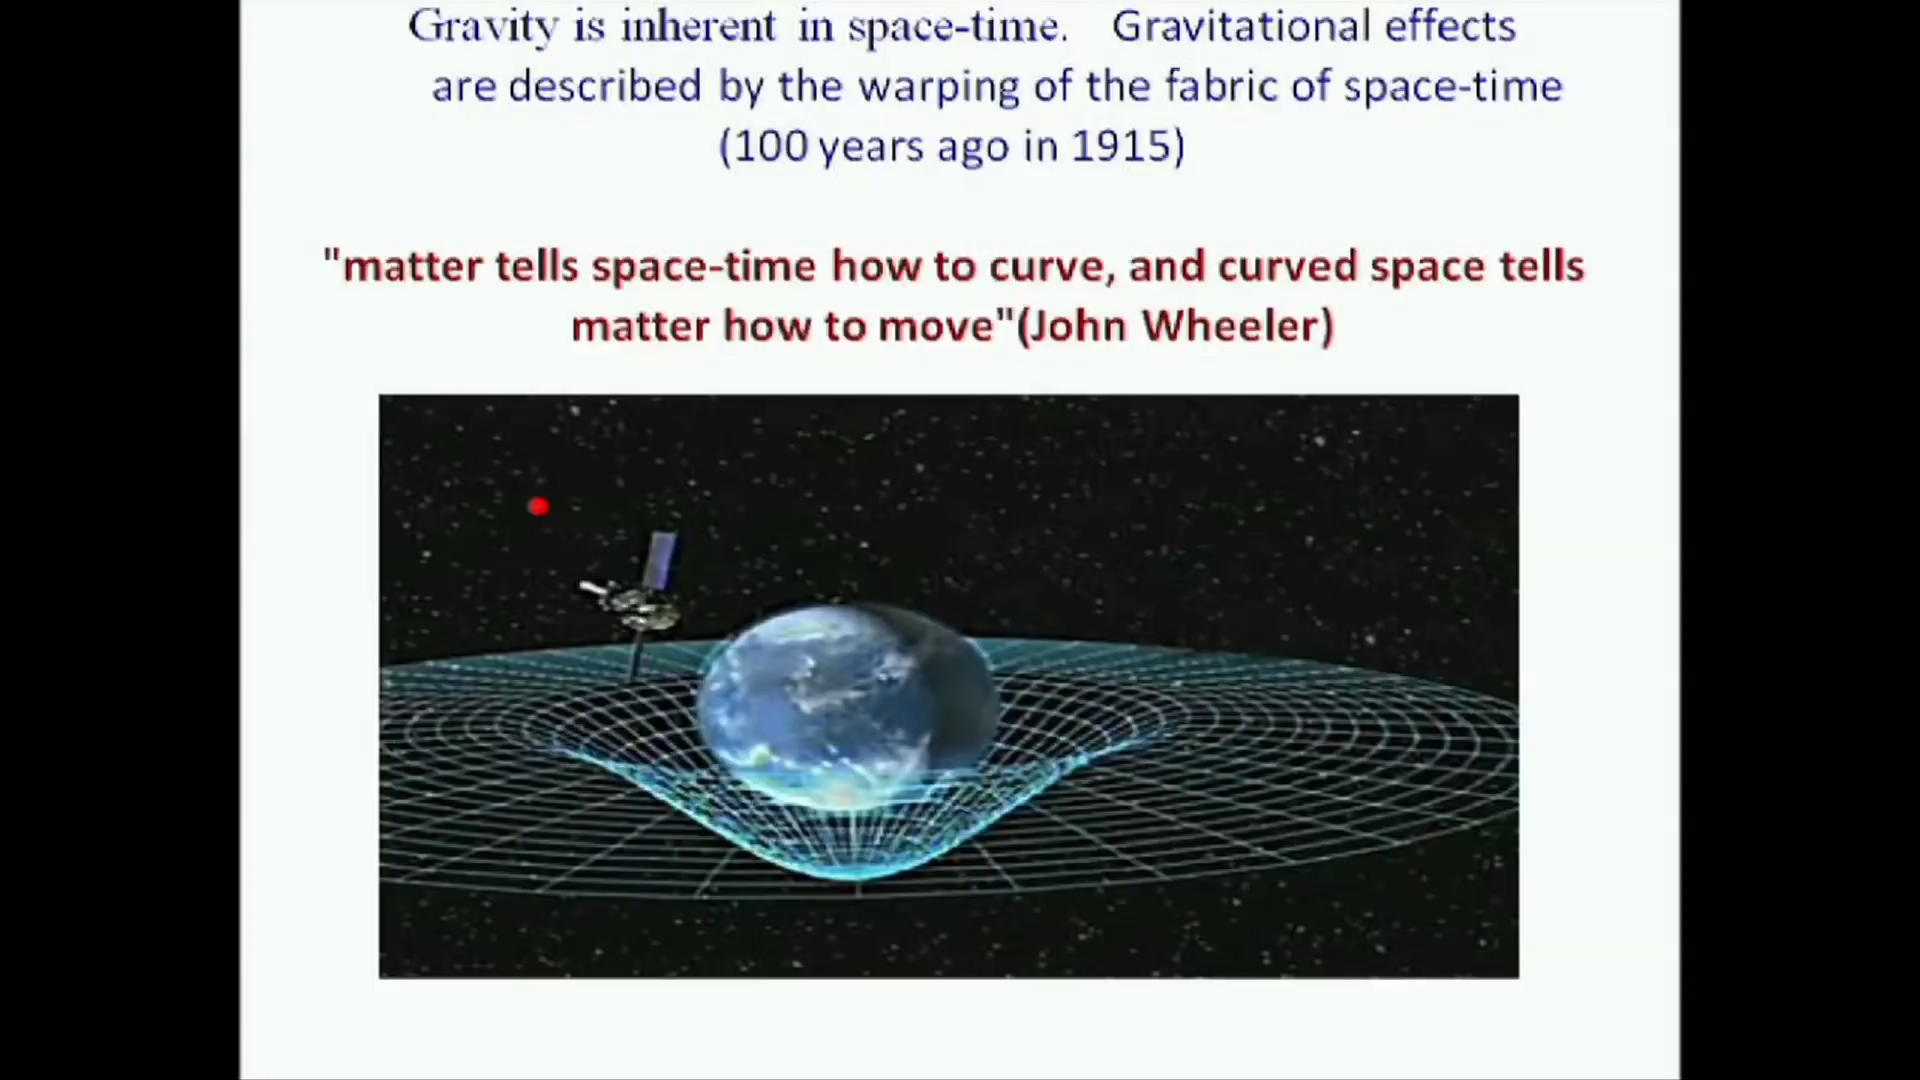 Gravity is inherent in space-time. Gravitational effects
are described by the warping of the fabric of space-time
(100 years ago in 1915)
"matter tells space-time how to curve, and curved space tells
matter how to move"(John Wheeler)